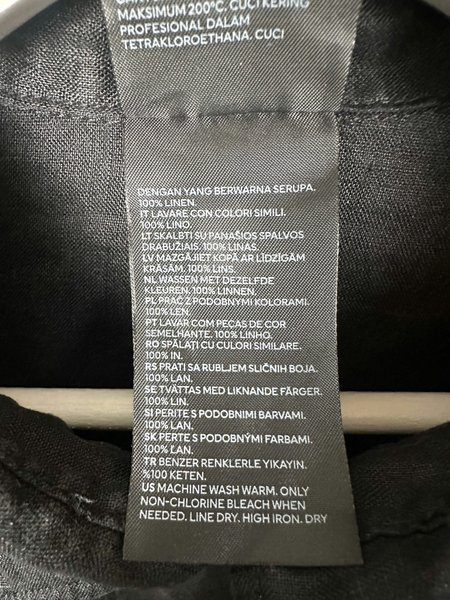 MAKSIMUM 200°C. CUCI KERING
PROFESIONAL DALAM
TETRAKLOROETHANA. CUCI
DENGAN YANG BERWARNA SERUPA.
100% LINEN.
IT LAVARE CON COLORI SIMILI.
100% LINO.
LT SKALBTI SU PANAŠIOS SPALVOS
DRABUŽIAIS. 100% LINAS.
LV MAZGĀJIET KOPĀ AR LĪDZĪGĀM
KRĀSĀM. 100% LINS.
NL WASSEN MET DEZELFDE
KLEUREN. 100% LINNEN.
PL PRAĆ Z PODOBNYMI KOLORAMI.
100% LEN.
PT LAVAR COM PEÇAS DE COR
SEMELHANTE. 100% LINHO.
RO SPĂLAȚI CU CULORI SIMILARE.
100% IN.
RS PRATI SA RUBLJEM SLIČNIH BOJA.
100% LAN.
SE TVÄTTAS MED LIKNANDE FÄRGER.
100% LIN.
SI PERITE S PODOBNIMI BARVAMI.
100% LAN.
SK PERTE S PODOBNÝMI FARBAMI.
100% ĽAN.
TR BENZER RENKLERLE YIKAYIN.
%100 KETEN.
US MACHINE WASH WARM. ONLY
NON-CHLORINE BLEACH WHEN
NEEDED. LINE DRY. HIGH IRON. DRY